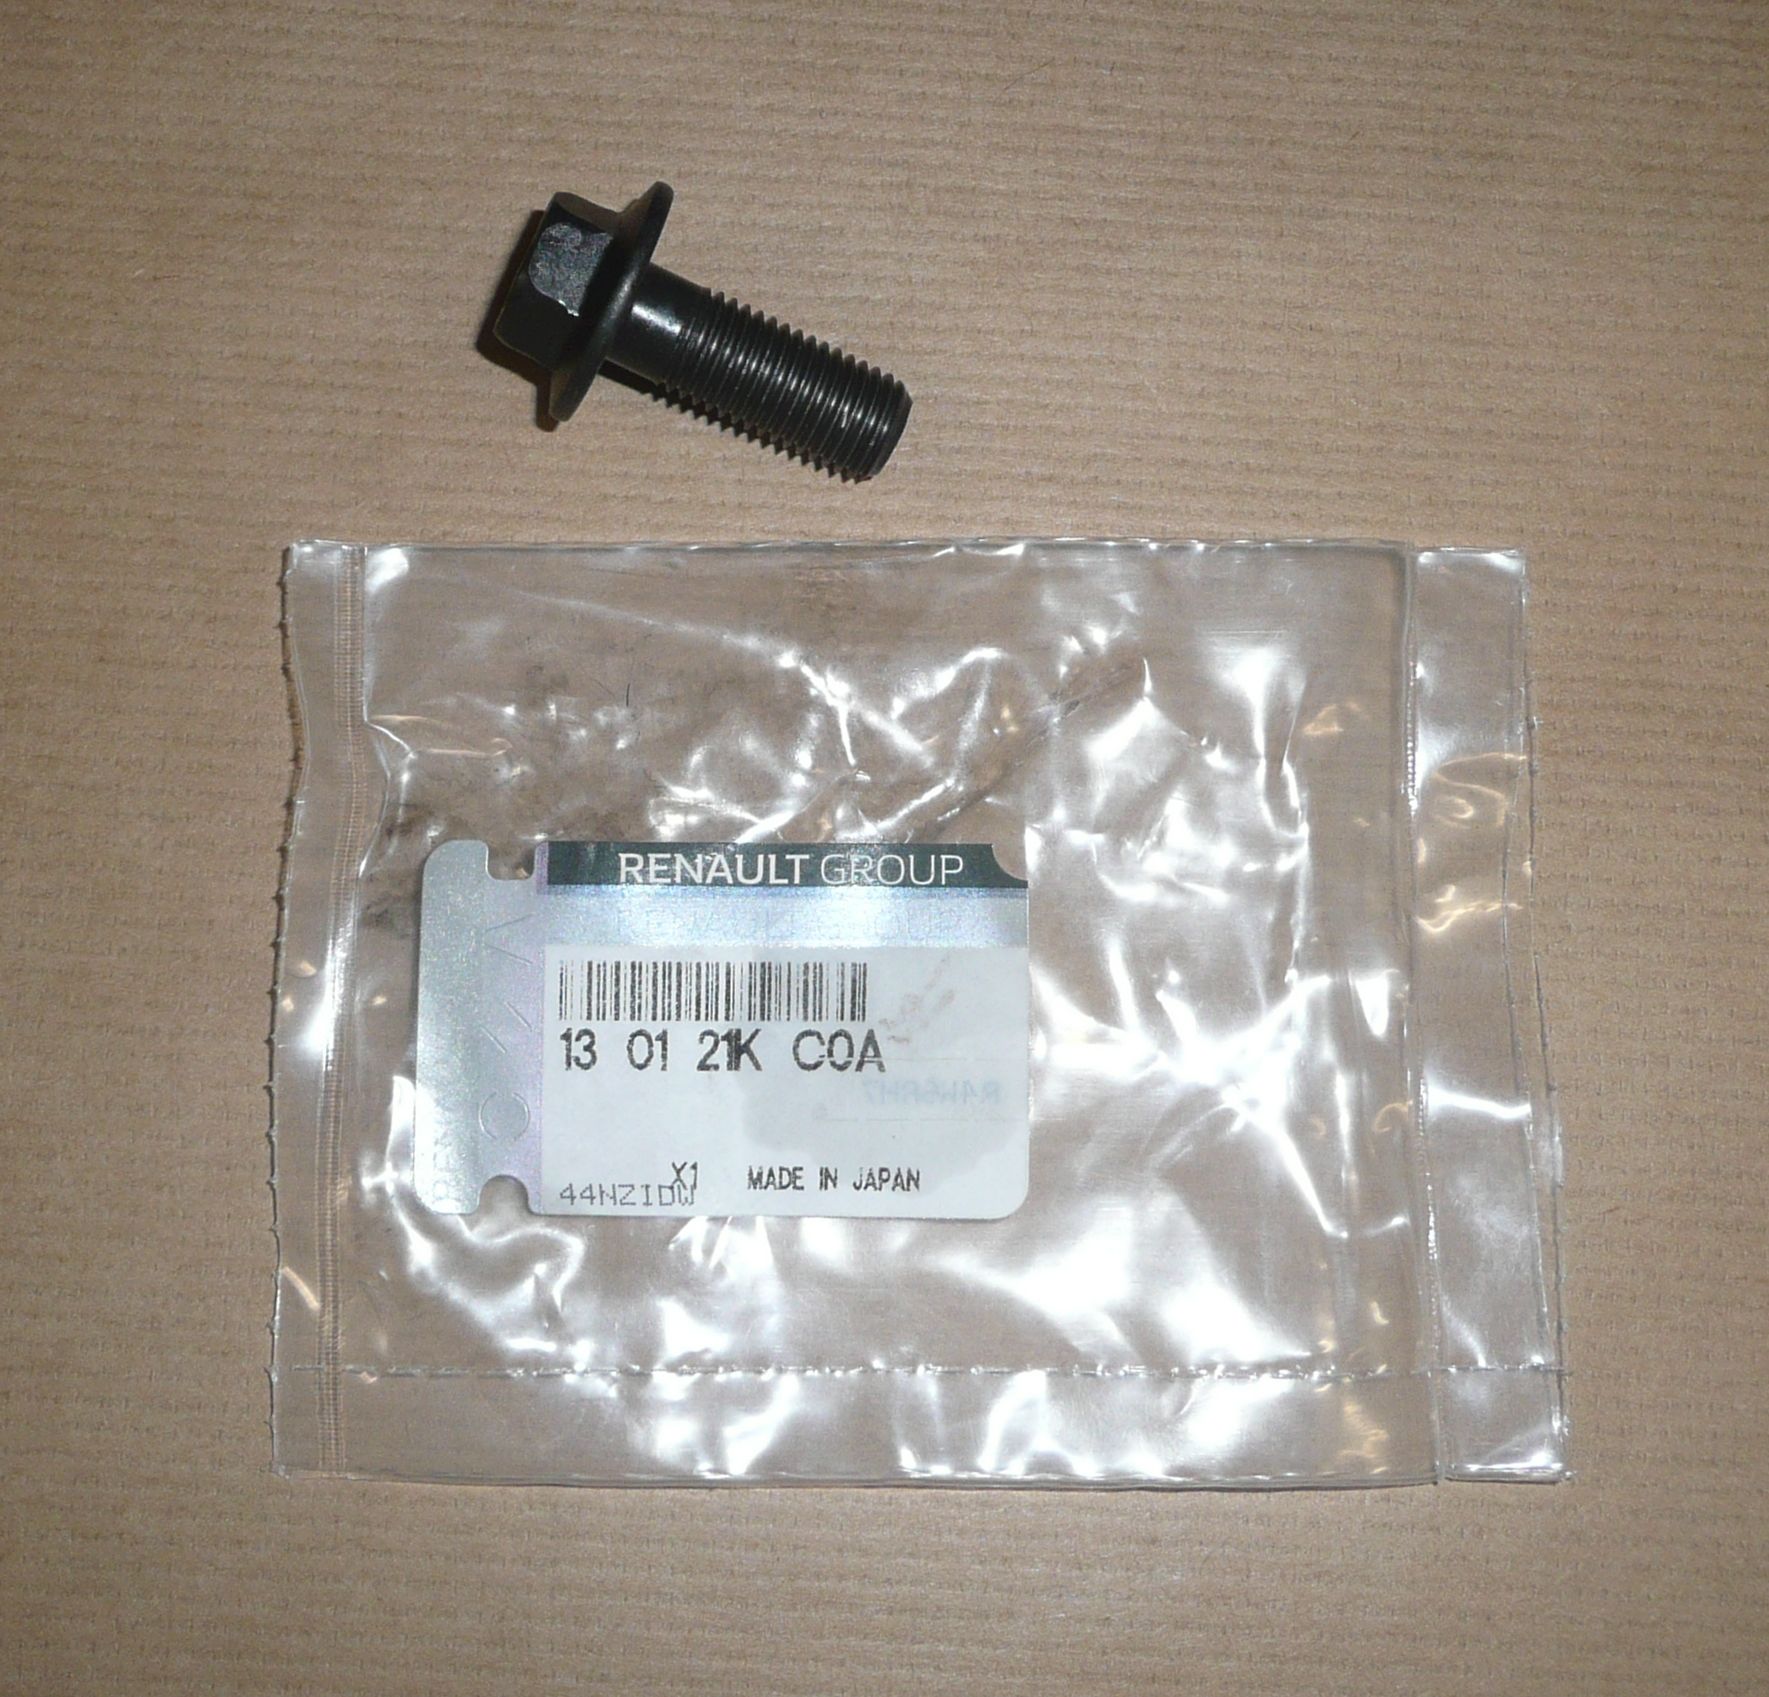 RENAULT GROUP
13 01 21K C0A
X1 MADE IN JAPAN
44NZIDW